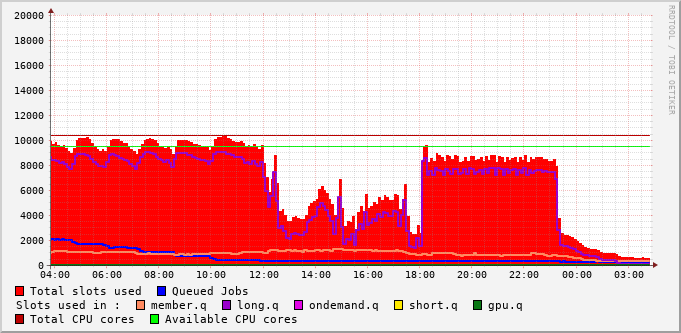 RRDTOOL / TOBI OETIKER
20000
18000
16000
14000
12000
10000
8000
6000
4000
2000
0
04:00 06:00 08:00 10:00 12:00 14:00 16:00 18:00 20:00 22:00 00:00 03:00
Total slots used Queued Jobs
Slots used in : member.q long.q ondemand.q short.q gpu.q
Total CPU cores Available CPU cores